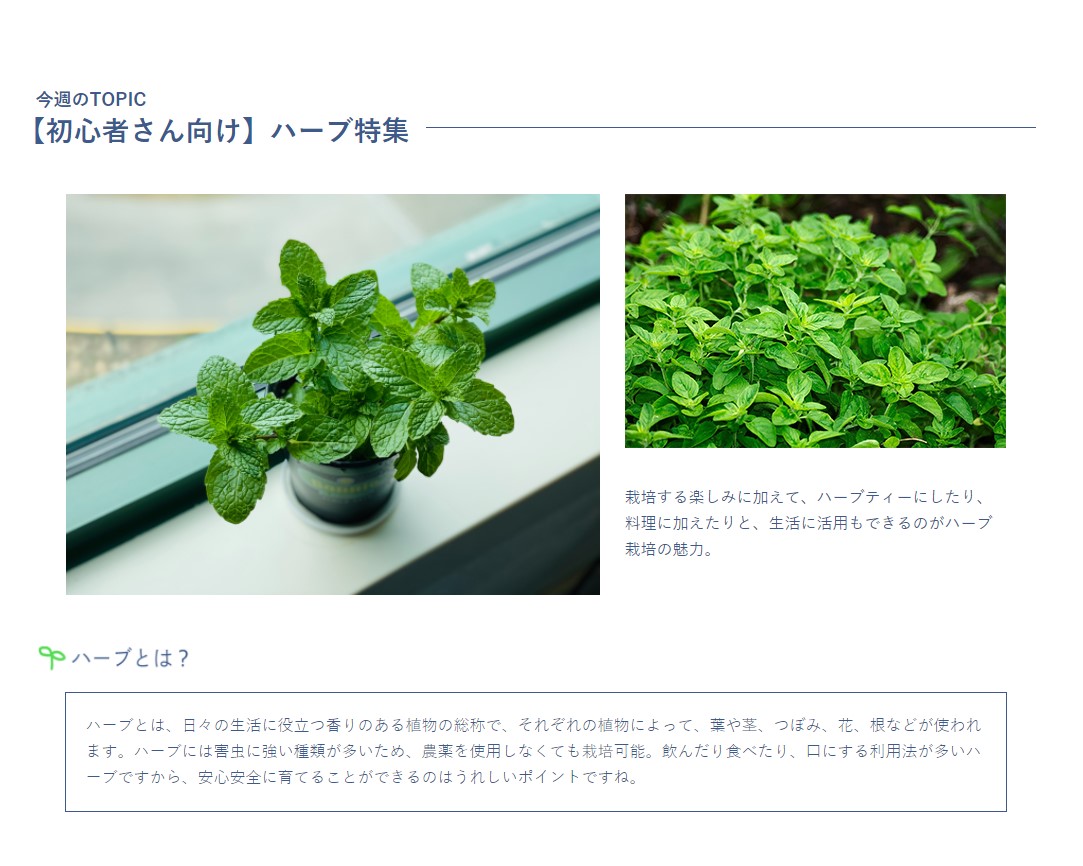 今週のTOPIC
【初心者さん向け】ハーブ特集
栽培する楽しみに加えて、ハーブティーにしたり、
料理に加えたりと、生活に活用もできるのがハーブ
栽培の魅力。
ハーブとは？
ハーブとは、日々の生活に役立つ香りのある植物の総称で、それぞれの植物によって、葉や茎、つぼみ、花、根などが使われ
ます。ハーブには害虫に強い種類が多いため、農薬を使用しなくても栽培可能。飲んだり食べたり、口にする利用法が多いハ
ーブですから、安心安全に育てることができるのはうれしいポイントですね。